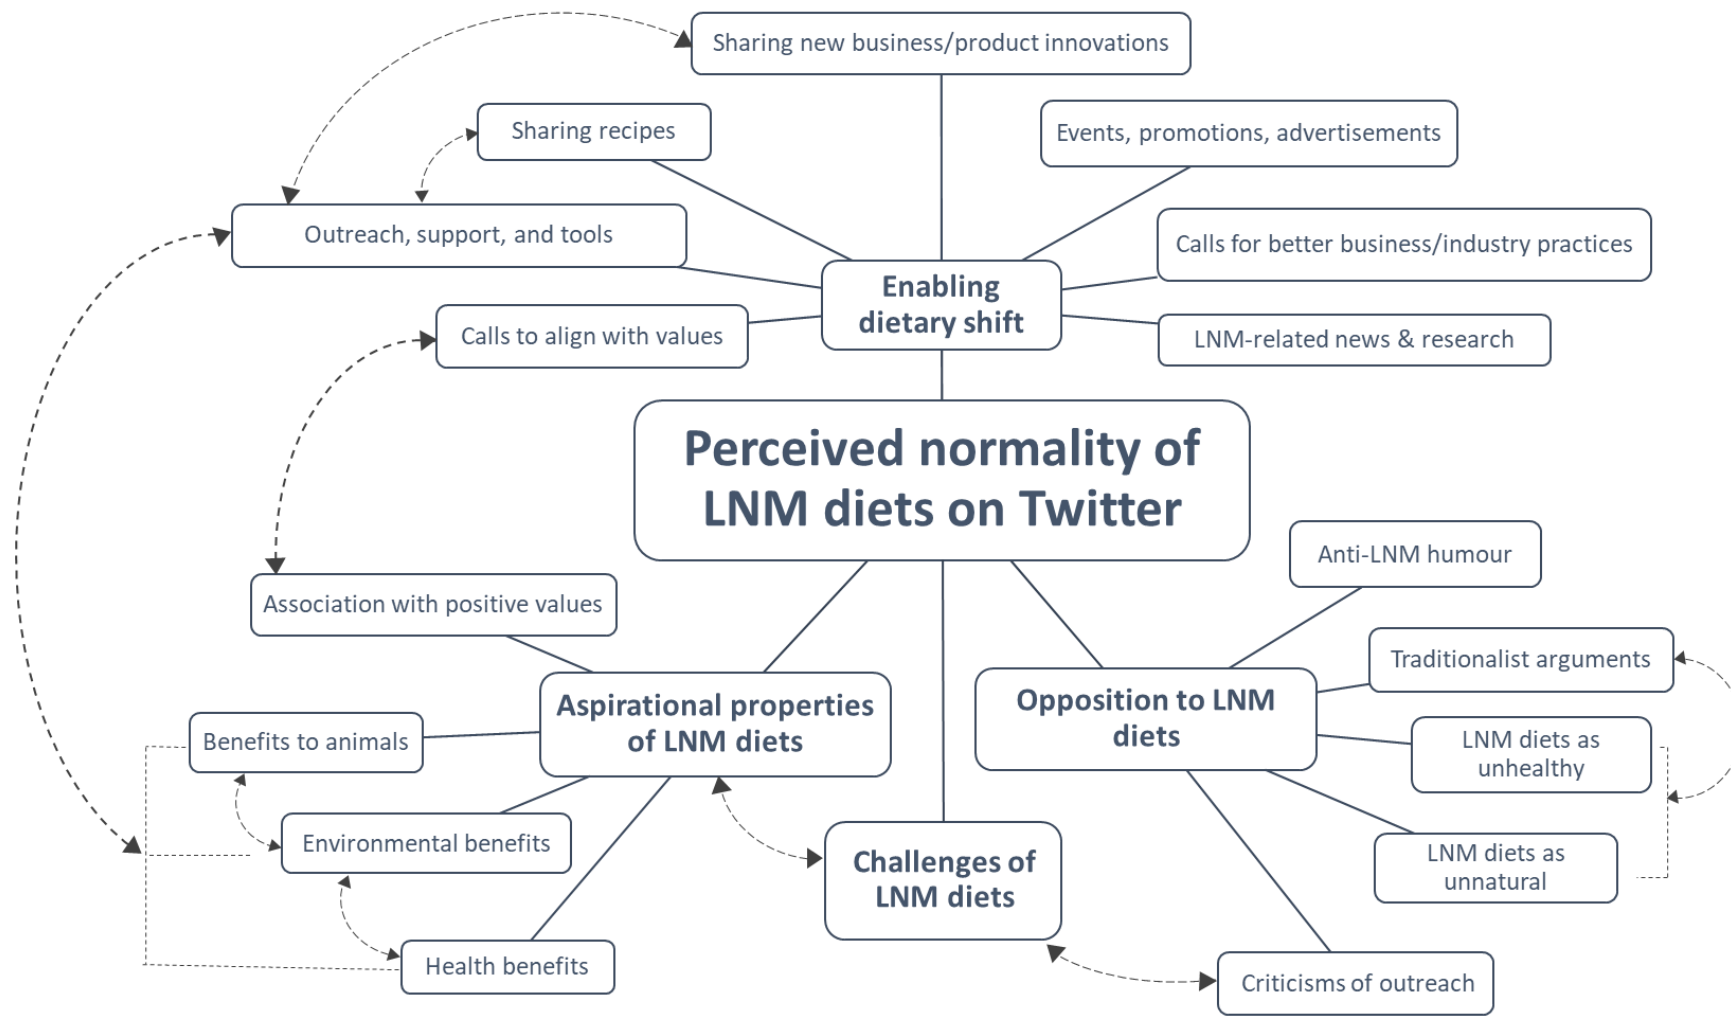 Sharing new business/product innovations
Sharing recipes
Events, promotions, advertisements
Outreach, support, and tools
Calls for better business/industry practices
Enabling
dietary shift
Calls to align with values
LNM-related news & research
Perceived normality of
LNM diets on Twitter
Anti-LNM humour
Association with positive values
Traditionalist arguments
Aspirational properties
of LNM diets
Opposition to LNM
diets
Benefits to animals
LNM diets as
unhealthy
Environmental benefits
Challenges of
LNM diets
LNM diets as
unnatural
Health benefits
Criticisms of outreach